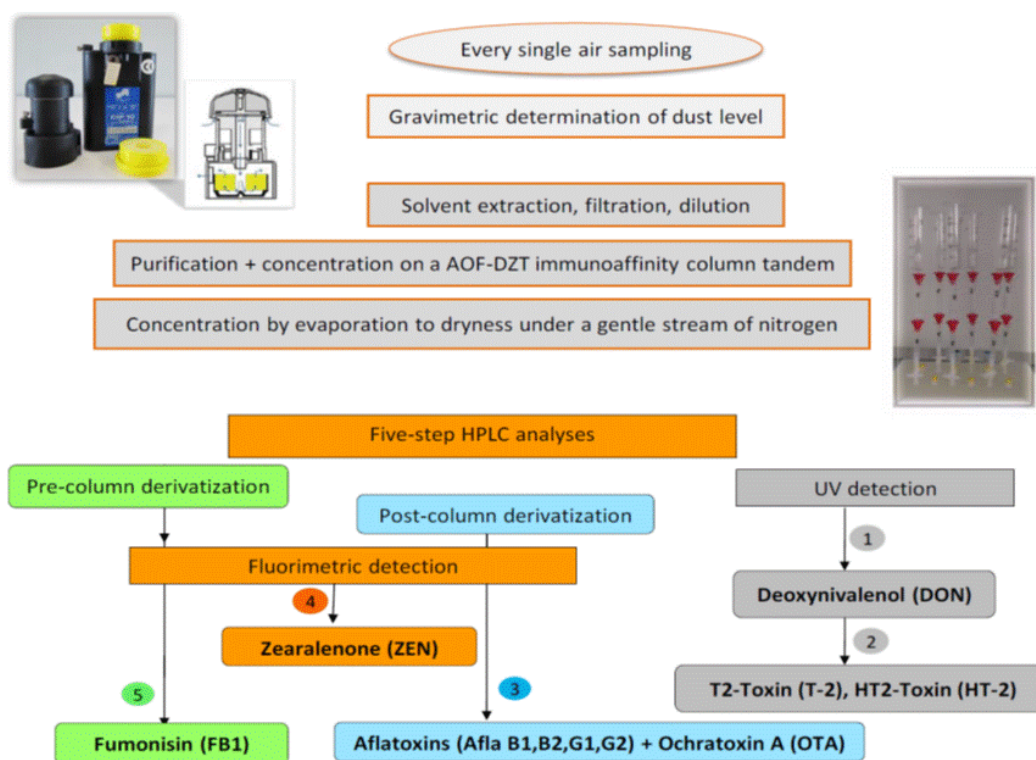 Every single air sampling
Gravimetric determination of dust level
Solvent extraction, filtration, dilution
Purification + concentration on a AOF-DZT immunoaffinity column tandem
Concentration by evaporation to dryness under a gentle stream of nitrogen
Five-step HPLC analyses
Pre-column derivatization
Post-column derivatization
UV detection
1
Fluorimetric detection
4
Deoxynivalenol (DON)
Zearalenone (ZEN)
2
5
3
T2-Toxin (T-2), HT2-Toxin (HT-2)
Fumonisin (FB1)
Aflatoxins (Afla B1,B2,G1,G2) + Ochratoxin A (OTA)